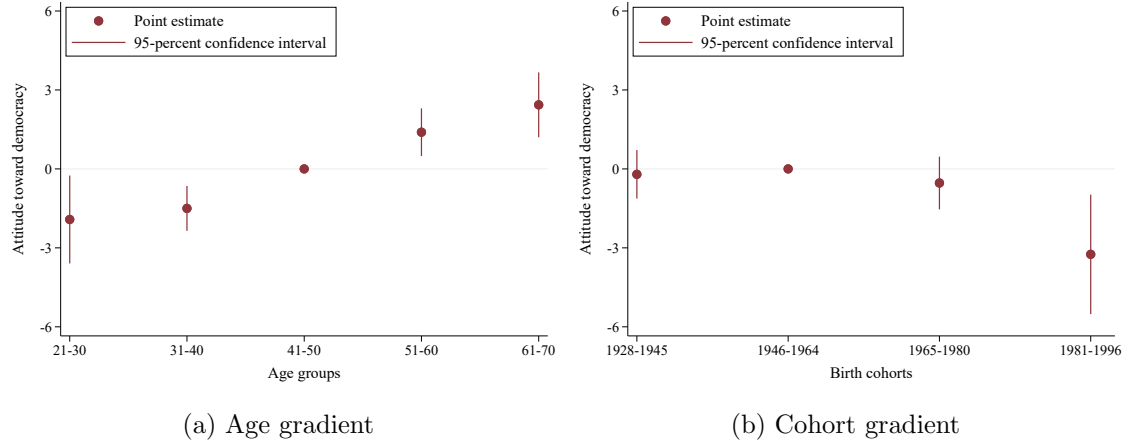 6
3
0
-3
-6
Attitude toward democracy
Point estimate
95-percent confidence interval
21-30 31-40 41-50 51-60 61-70
Age groups
(a) Age gradient
6
3
0
-3
-6
Attitude toward democracy
Point estimate
95-percent confidence interval
1928-1945 1946-1964 1965-1980 1981-1996
Birth cohorts
(b) Cohort gradient